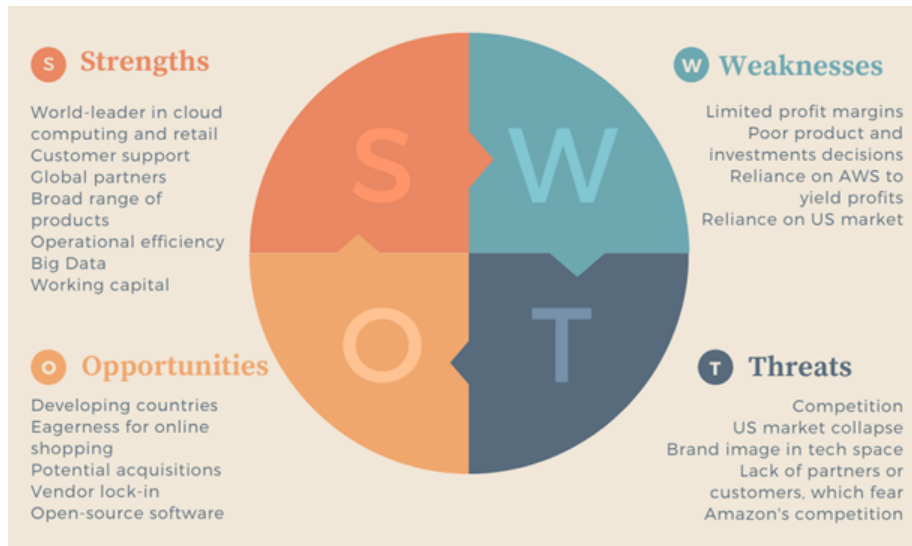 S Strengths
World-leader in cloud
computing and retail
Customer support
Global partners
Broad range of
products
Operational efficiency
Big Data
Working capital
W Weaknesses
Limited profit margins
Poor product and
investments decisions
Reliance on AWS to
yield profits
Reliance on US market
S
W
O
T
O Opportunities
Developing countries
Eagerness for online
shopping
Potential acquisitions
Vendor lock-in
Open-source software
T Threats
Competition
US market collapse
Brand image in tech space
Lack of partners or
customers, which fear
Amazon's competition